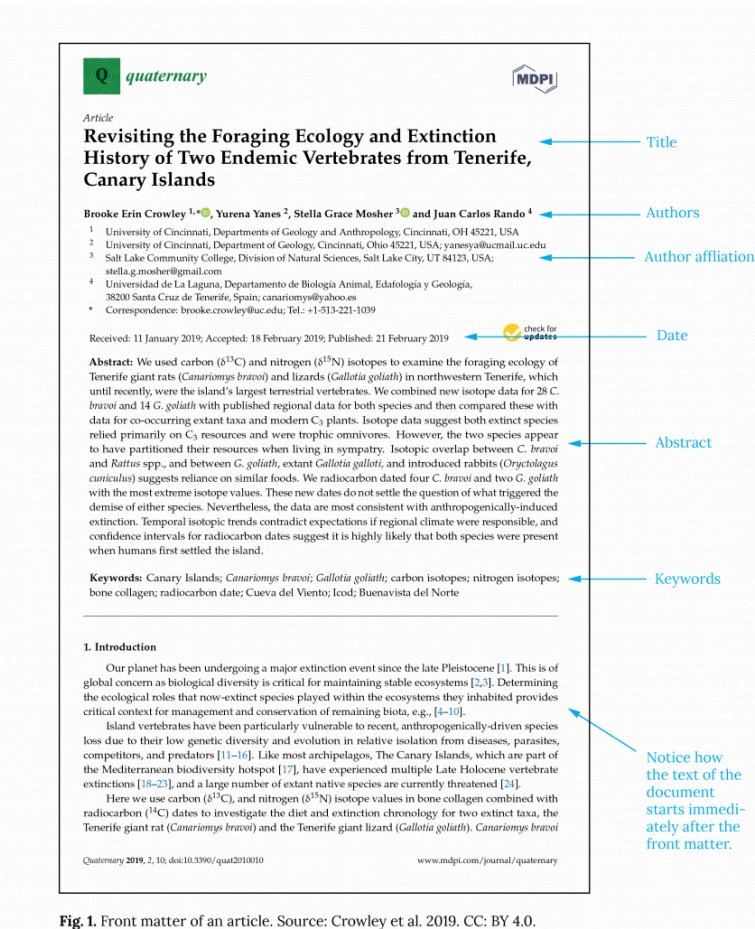 Q quaternary
MDPI
Article
Revisiting the Foraging Ecology and Extinction
History of Two Endemic Vertebrates from Tenerife,
Canary Islands
Title
Brooke Erin Crowley 1,*, Yurena Yanes 2, Stella Grace Mosher 3 and Juan Carlos Rando 4
Authors
1 University of Cincinnati, Departments of Geology and Anthropology, Cincinnati, OH 45221, USA
2 University of Cincinnati, Department of Geology, Cincinnati, Ohio 45221, USA; yanesya@ucmail.uc.edu
3 Salt Lake Community College, Division of Natural Sciences, Salt Lake City, UT 84123, USA;
stella.g.mosher@gmail.com
4 Universidad de La Laguna, Departamento de Biología Animal, Edafología y Geología,
38200 Santa Cruz de Tenerife, Spain; canariomys@yahoo.es
* Correspondence: brooke.crowley@uc.edu; Tel.: +1-513-221-1039
Author affliation
Received: 11 January 2019; Accepted: 18 February 2019; Published: 21 February 2019
check for
updates
Date
Abstract: We used carbon (δ13C) and nitrogen (δ15N) isotopes to examine the foraging ecology of
Tenerife giant rats (Canariomys bravoi) and lizards (Gallotia goliath) in northwestern Tenerife, which
until recently, were the island's largest terrestrial vertebrates. We combined new isotope data for 28 C.
bravoi and 14 G. goliath with published regional data for both species and then compared these with
data for co-occurring extant taxa and modern C3 plants. Isotope data suggest both extinct species
relied primarily on C3 resources and were trophic omnivores. However, the two species appear
to have partitioned their resources when living in sympatry. Isotopic overlap between C. bravoi
and Rattus spp., and between G. goliath, extant Gallotia galloti, and introduced rabbits (Oryctolagus
cuniculus) suggests reliance on similar foods. We radiocarbon dated four C. bravoi and two G. goliath
with the most extreme isotope values. These new dates do not settle the question of what triggered the
demise of either species. Nevertheless, the data are most consistent with anthropogenically-induced
extinction. Temporal isotopic trends contradict expectations if regional climate were responsible, and
confidence intervals for radiocarbon dates suggest it is highly likely that both species were present
when humans first settled the island.
Abstract
Keywords: Canary Islands; Canariomys bravoi; Gallotia goliath; carbon isotopes; nitrogen isotopes;
bone collagen; radiocarbon date; Cueva del Viento; Icod; Buenavista del Norte
Keywords
1. Introduction
Our planet has been undergoing a major extinction event since the late Pleistocene [1]. This is of
global concern as biological diversity is critical for maintaining stable ecosystems [2,3]. Determining
the ecological roles that now-extinct species played within the ecosystems they inhabited provides
critical context for management and conservation of remaining biota, e.g., [4–10].
Island vertebrates have been particularly vulnerable to recent, anthropogenically-driven species
loss due to their low genetic diversity and evolution in relative isolation from diseases, parasites,
competitors, and predators [11–16]. Like most archipelagos, The Canary Islands, which are part of
the Mediterranean biodiversity hotspot [17], have experienced multiple Late Holocene vertebrate
extinctions [18–23], and a large number of extant native species are currently threatened [24].
Here we use carbon (δ13C), and nitrogen (δ15N) isotope values in bone collagen combined with
radiocarbon (14C) dates to investigate the diet and extinction chronology for two extinct taxa, the
Tenerife giant rat (Canariomys bravoi) and the Tenerife giant lizard (Gallotia goliath). Canariomys bravoi
Notice how
the text of the
document
starts immedi-
ately after the
front matter.
Quaternary 2019, 2, 10; doi:10.3390/quat2010010
www.mdpi.com/journal/quaternary
Fig. 1. Front matter of an article. Source: Crowley et al. 2019. CC: BY 4.0.